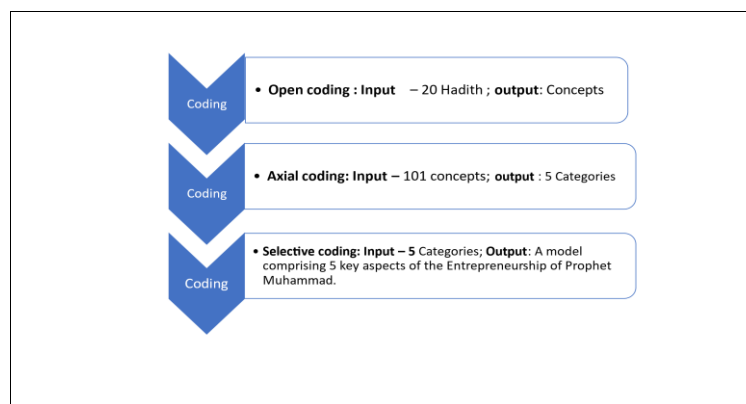 Coding
• Open coding : Input – 20 Hadith ; output: Concepts
Coding
• Axial coding: Input – 101 concepts; output : 5 Categories
Coding
• Selective coding: Input – 5 Categories; Output: A model
comprising 5 key aspects of the Entrepreneurship of Prophet
Muhammad.